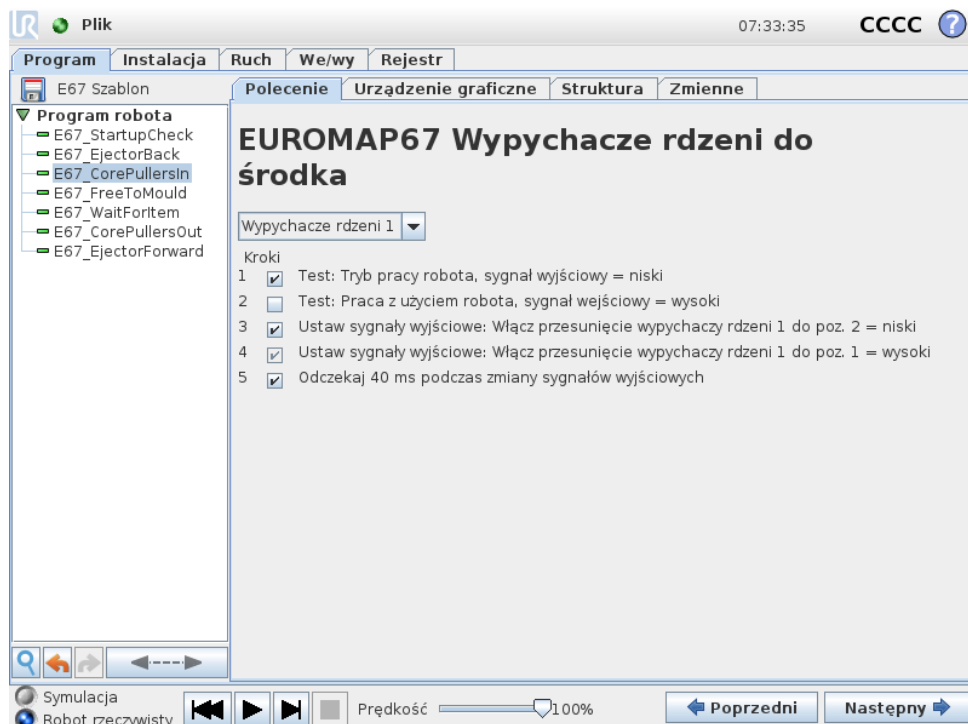 UR Plik 07:33:35 CCCC ?
Program Instalacja Ruch We/wy Rejestr
E67 Szablon
Polecenie Urządzenie graficzne Struktura Zmienne
Program robota
E67_StartupCheck
E67_EjectorBack
E67_CorePullersIn
E67_FreeToMould
E67_WaitForItem
E67_CorePullersOut
E67_EjectorForward
EUROMAP67 Wypychacze rdzeni do
środka
Wypychacze rdzeni 1
Kroki
1 Test: Tryb pracy robota, sygnał wyjściowy = niski
2 Test: Praca z użyciem robota, sygnał wejściowy = wysoki
3 Ustaw sygnały wyjściowe: Włącz przesunięcie wypychaczy rdzeni 1 do poz. 2 = niski
4 Ustaw sygnały wyjściowe: Włącz przesunięcie wypychaczy rdzeni 1 do poz. 1 = wysoki
5 Odczekaj 40 ms podczas zmiany sygnałów wyjściowych
Symulacja
Robot rzeczywisty
Prędkość 100%
Poprzedni Następny